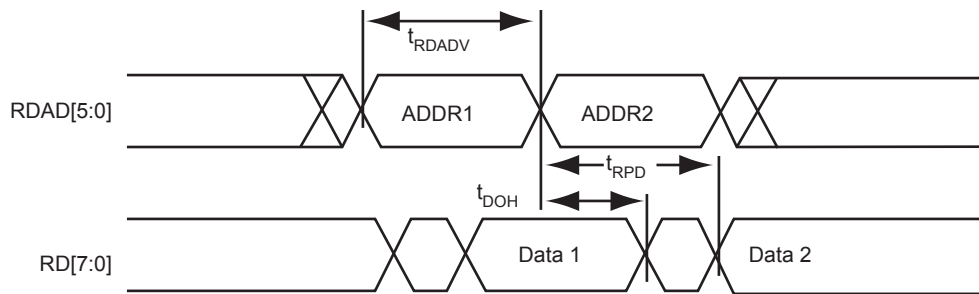 tRDADV
RDAD[5:0]
ADDR1
ADDR2
tRPD
tDOH
RD[7:0]
Data 1
Data 2